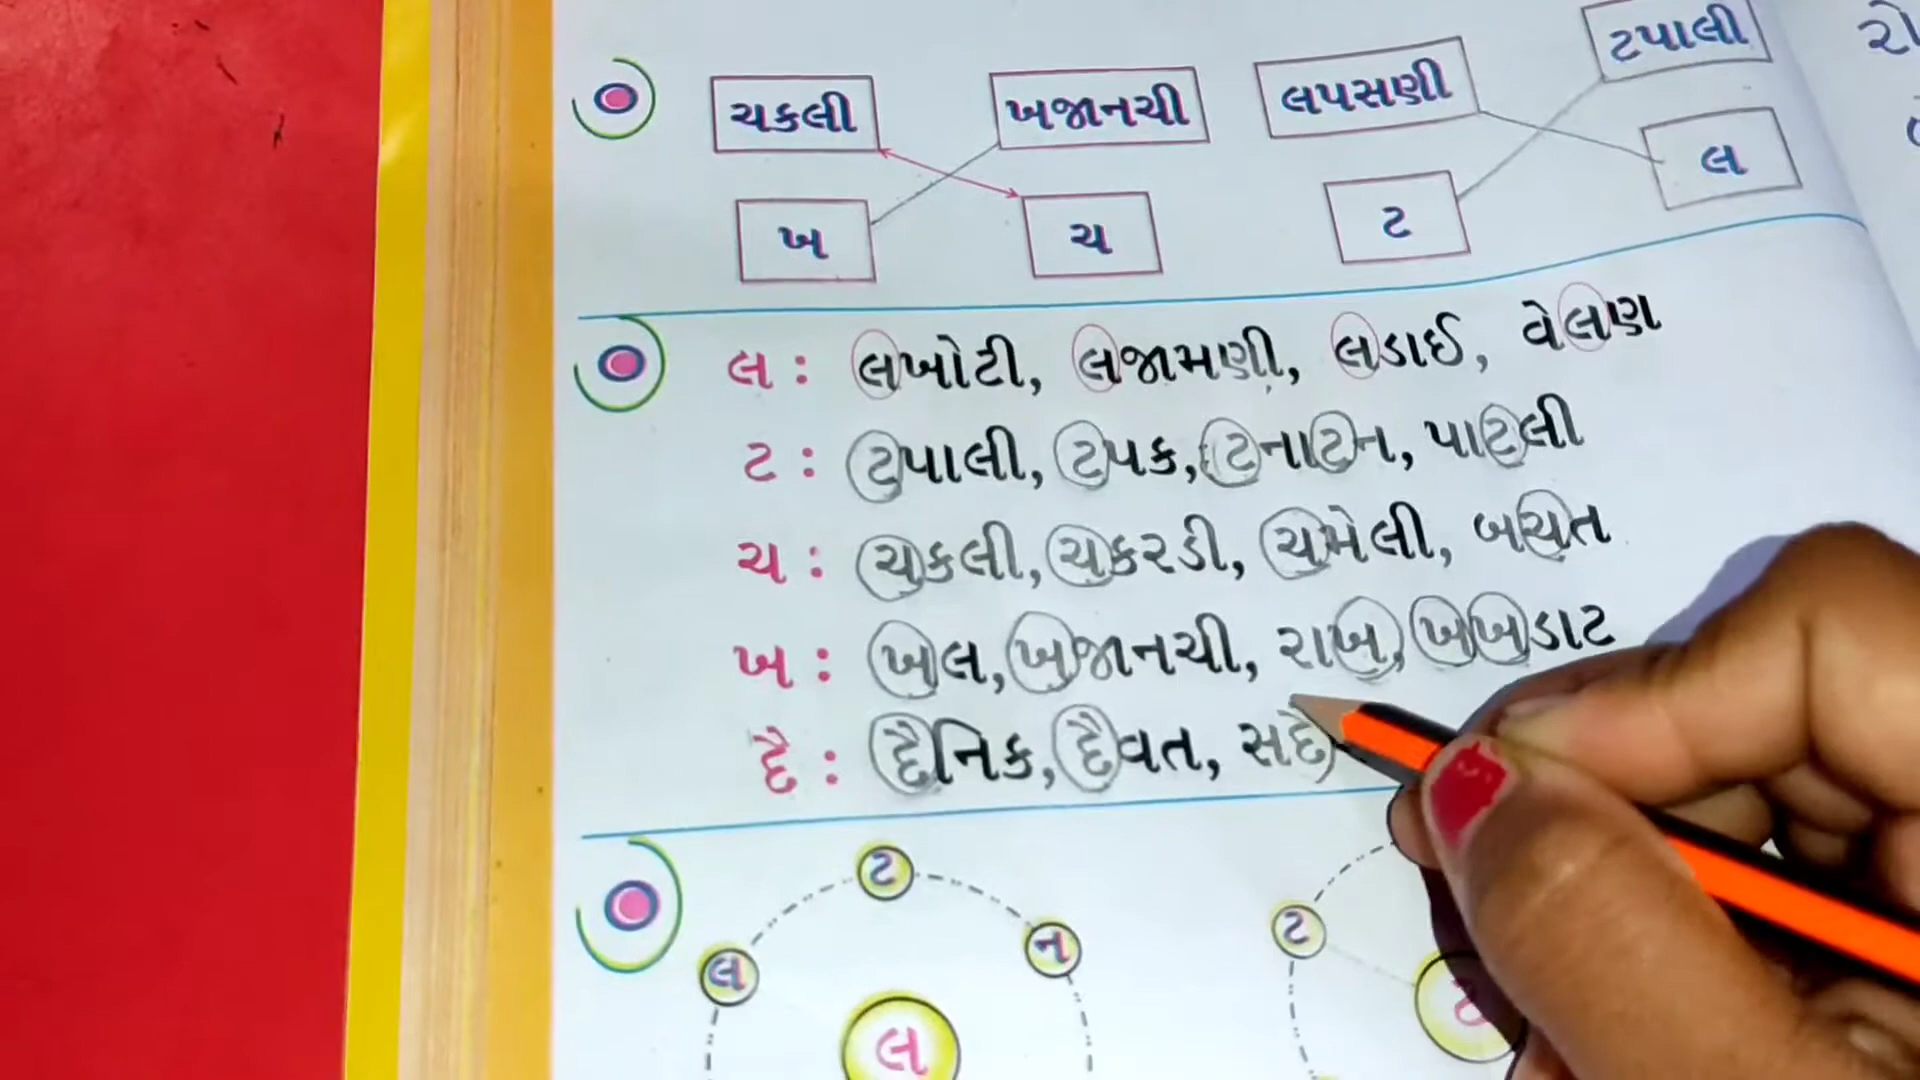 ચકલી ખજાનચી લપસણી ટપાલી
ખ ચ ટ લ
લ : લખોટી, લજામણી, લડાઈ, વેલણ
ટ : ટપાલી, ટપક, ટનાટન, પાટલી
ચ : ચકલી, ચકરડી, ચમેલી, બચત
ખ : ખલ, ખજાનચી, રાખ, ખખડાટ
દૈ : દૈનિક, દૈવત,
ટ
લ ન ટ
લ